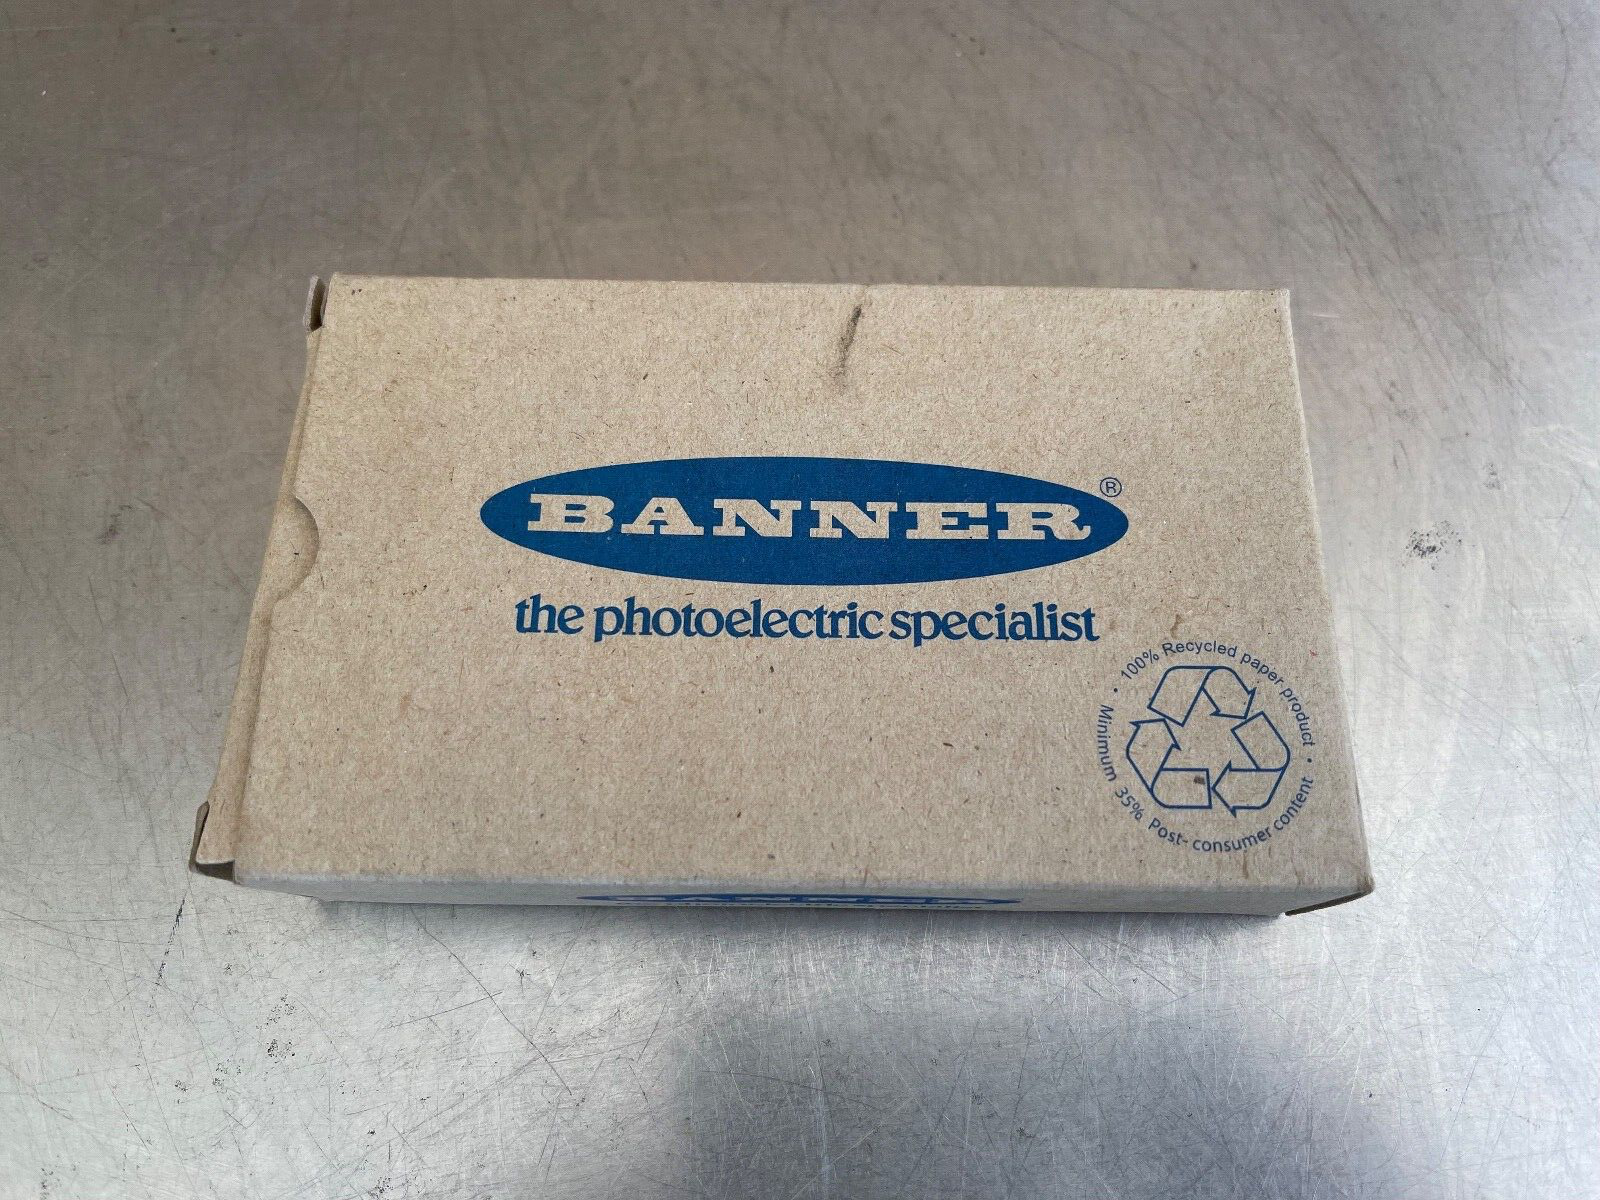 BANNER®
the photoelectric specialist
• 100% Recycled paper product •
Minimum 35% Post-consumer content